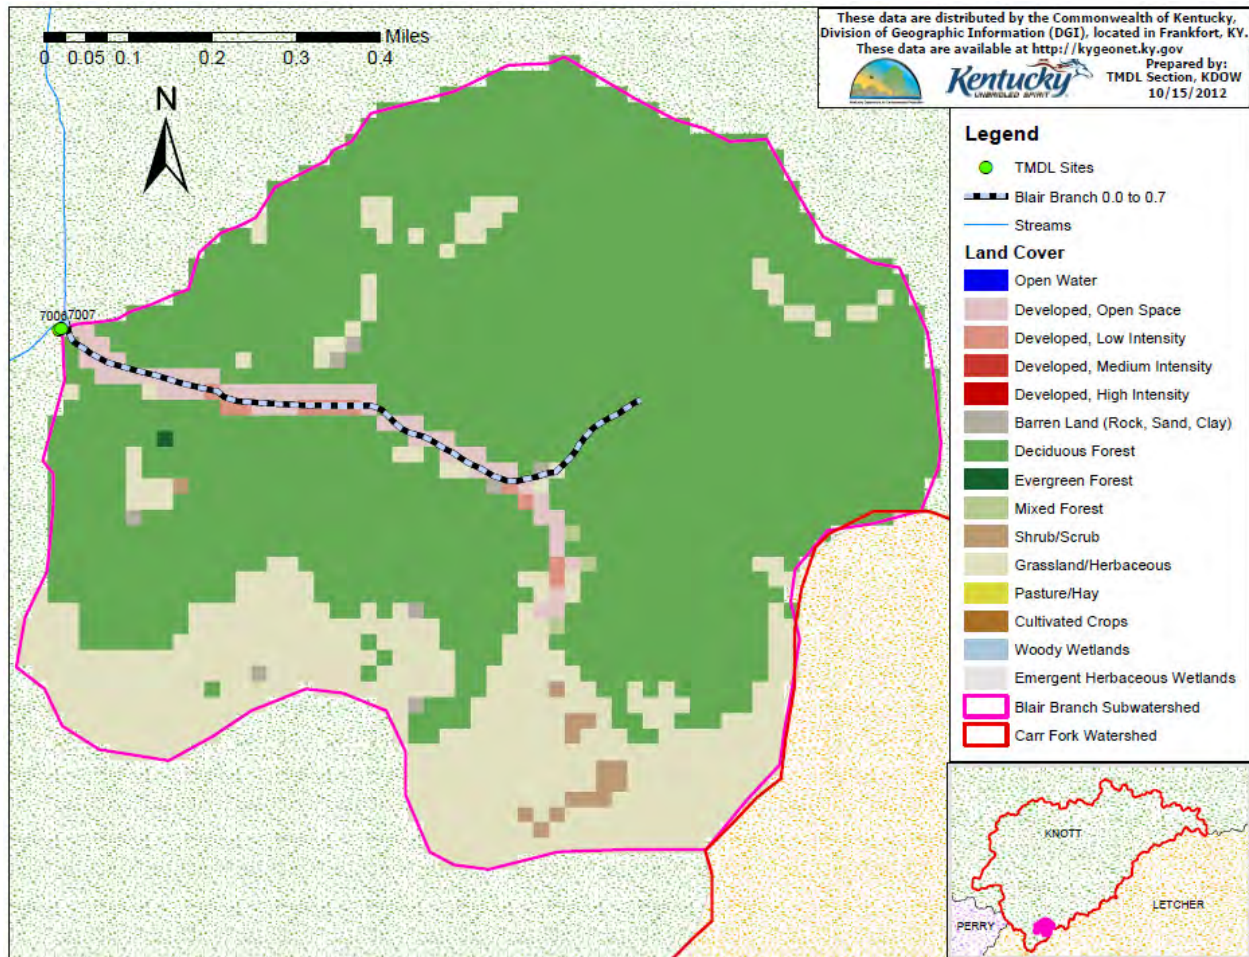 Miles
0 0.05 0.1 0.2 0.3 0.4
N
These data are distributed by the Commonwealth of Kentucky,
Division of Geographic Information (DGI), located in Frankfort, KY.
These data are available at http://kygeonet.ky.gov
Prepared by:
TMDL Section, KDOW
10/15/2012
Kentucky
UNBRIDLED SPIRIT
7007
Legend
TMDL Sites
Blair Branch 0.0 to 0.7
Streams
Land Cover
Open Water
Developed, Open Space
Developed, Low Intensity
Developed, Medium Intensity
Developed, High Intensity
Barren Land (Rock, Sand, Clay)
Deciduous Forest
Evergreen Forest
Mixed Forest
Shrub/Scrub
Grassland/Herbaceous
Pasture/Hay
Cultivated Crops
Woody Wetlands
Emergent Herbaceous Wetlands
Blair Branch Subwatershed
Carr Fork Watershed
KNOTT
LETCHER
PERRY